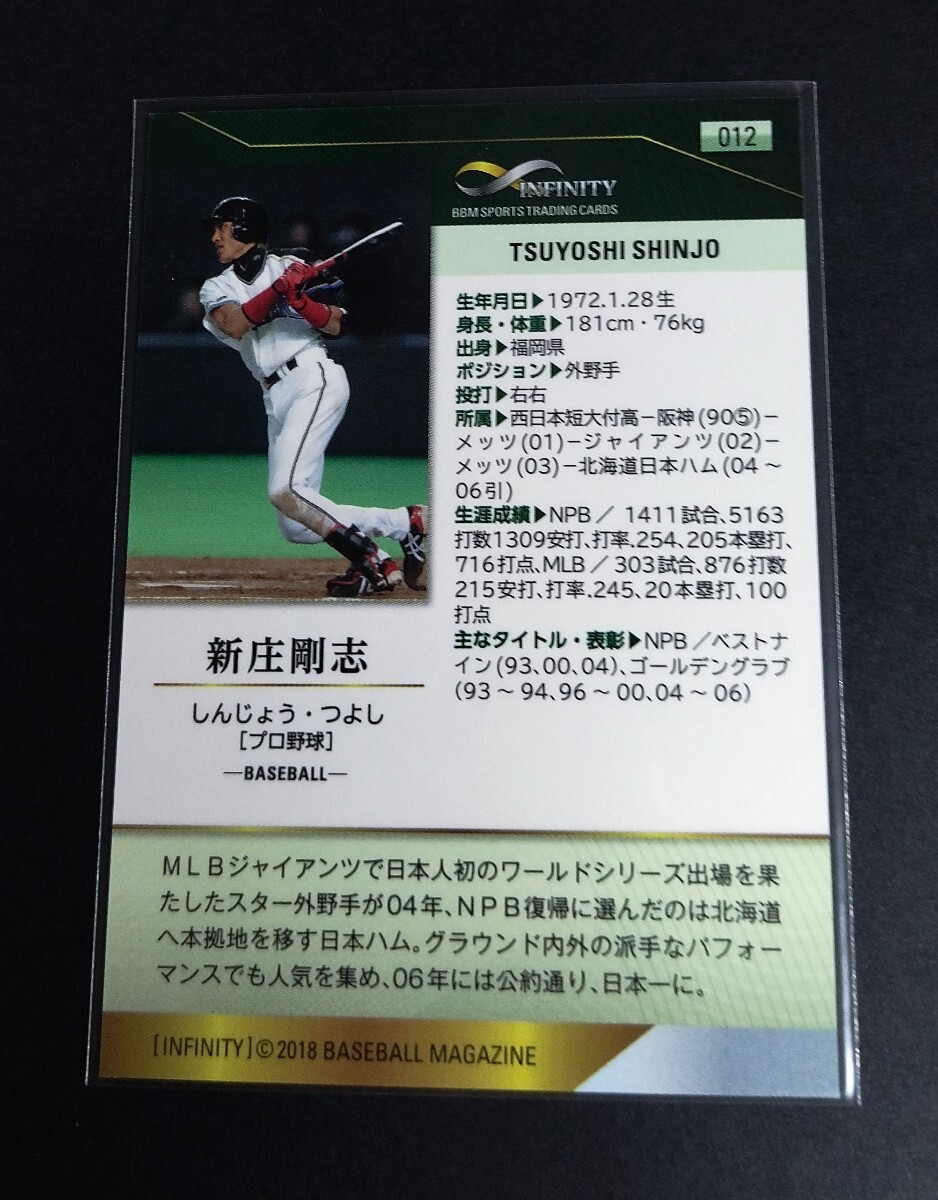 012
INFINITY
BBM SPORTS TRADING CARDS
TSUYOSHI SHINJO
生年月日▶1972.1.28生
身長・体重▶181cm・76kg
出身▶福岡県
ポジション▶外野手
投打▶右右
所属▶西日本短大付高－阪神(90⑤)－
メッツ(01)－ジャイアンツ(02)－
メッツ(03)－北海道日本ハム(04～
06引)
生涯成績▶NPB／1411試合、5163
打数1309安打、打率.254、205本塁打、
716打点、MLB／303試合、876打数
215安打、打率.245、20本塁打、100
打点
主なタイトル・表彰▶NPB／ベストナ
イン(93、00、04)、ゴールデングラブ
(93～94、96～00、04～06)
新庄剛志
しんじょう・つよし
[プロ野球]
―BASEBALL―
MLBジャイアンツで日本人初のワールドシリーズ出場を果
たしたスター外野手が04年、NPB復帰に選んだのは北海道
へ本拠地を移す日本ハム。グラウンド内外の派手なパフォー
マンスでも人気を集め、06年には公約通り、日本一に。
[INFINITY]©2018 BASEBALL MAGAZINE